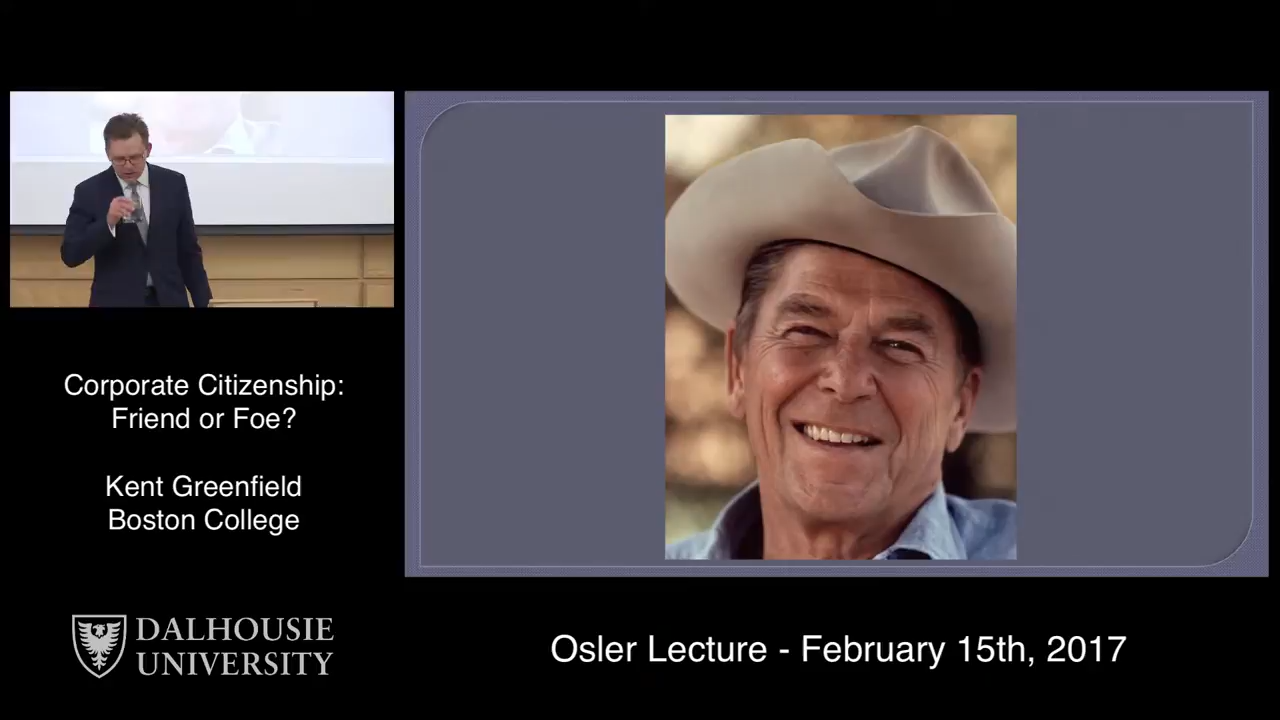 Corporate Citizenship:
Friend or Foe?
Kent Greenfield
Boston College
DALHOUSIE
UNIVERSITY
Osler Lecture - February 15th, 2017